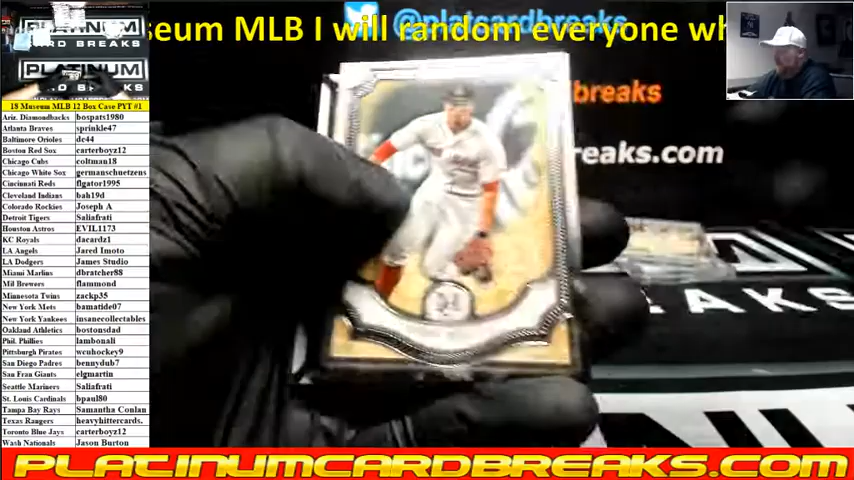 seum MLB I will random everyone wh
@platcardbreaks
breaks
reaks.com
PLATINUM
CARD BREAKS
PLATINUM
CARD BREAKS
18 Museum MLB 12 Box Case PYT #1
Ariz. Diamondbacks bospats1980
Atlanta Braves sprinkle47
Baltimore Orioles dc44
Boston Red Sox carterboyz12
Chicago Cubs coltman18
Chicago White Sox germanschuetzens
Cincinnati Reds flgator1995
Cleveland Indians bah19d
Colorado Rockies Joseph A
Detroit Tigers Saliafrati
Houston Astros EVIL1173
KC Royals dacardz1
LA Angels Jared Imoto
LA Dodgers James Studio
Miami Marlins dbratcher88
Mil Brewers flammond
Minnesota Twins zackp35
New York Mets bamatide07
New York Yankees insanecollectables
Oakland Athletics bostonsdad
Phil. Phillies lambonali
Pittsburgh Pirates wcuhockey9
San Diego Padres bennydub7
San Fran Giants elgmartin
Seattle Mariners Saliafrati
St. Louis Cardinals bpaul80
Tampa Bay Rays Samantha Conlan
Texas Rangers heavyhittercards.
Toronto Blue Jays carterboyz12
Wash Nationals Jason Burton
EAKS
PLATINUMCARDBREAKS.COM